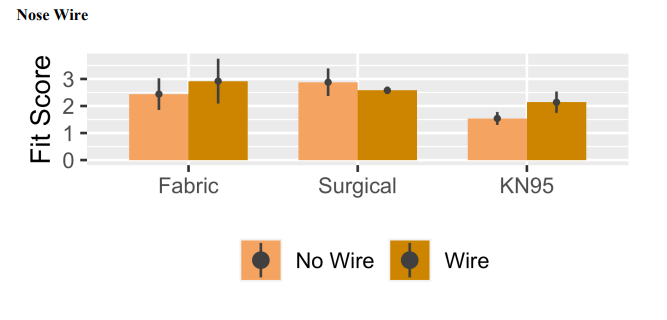 Nose Wire
Fit Score
3
2
1
0
Fabric Surgical KN95
No Wire Wire